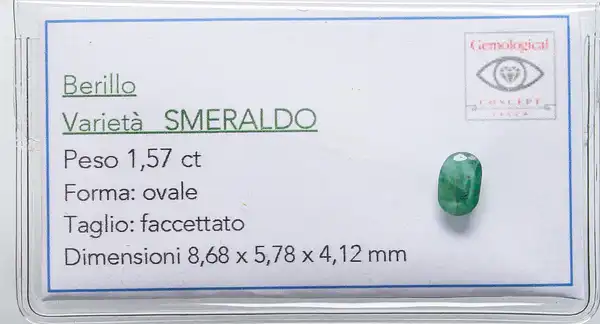 Gemological
CONCEPT
Berillo
Varietà SMERALDO
Peso 1,57 ct
Forma: ovale
Taglio: faccettato
Dimensioni 8,68 x 5,78 x 4,12 mm